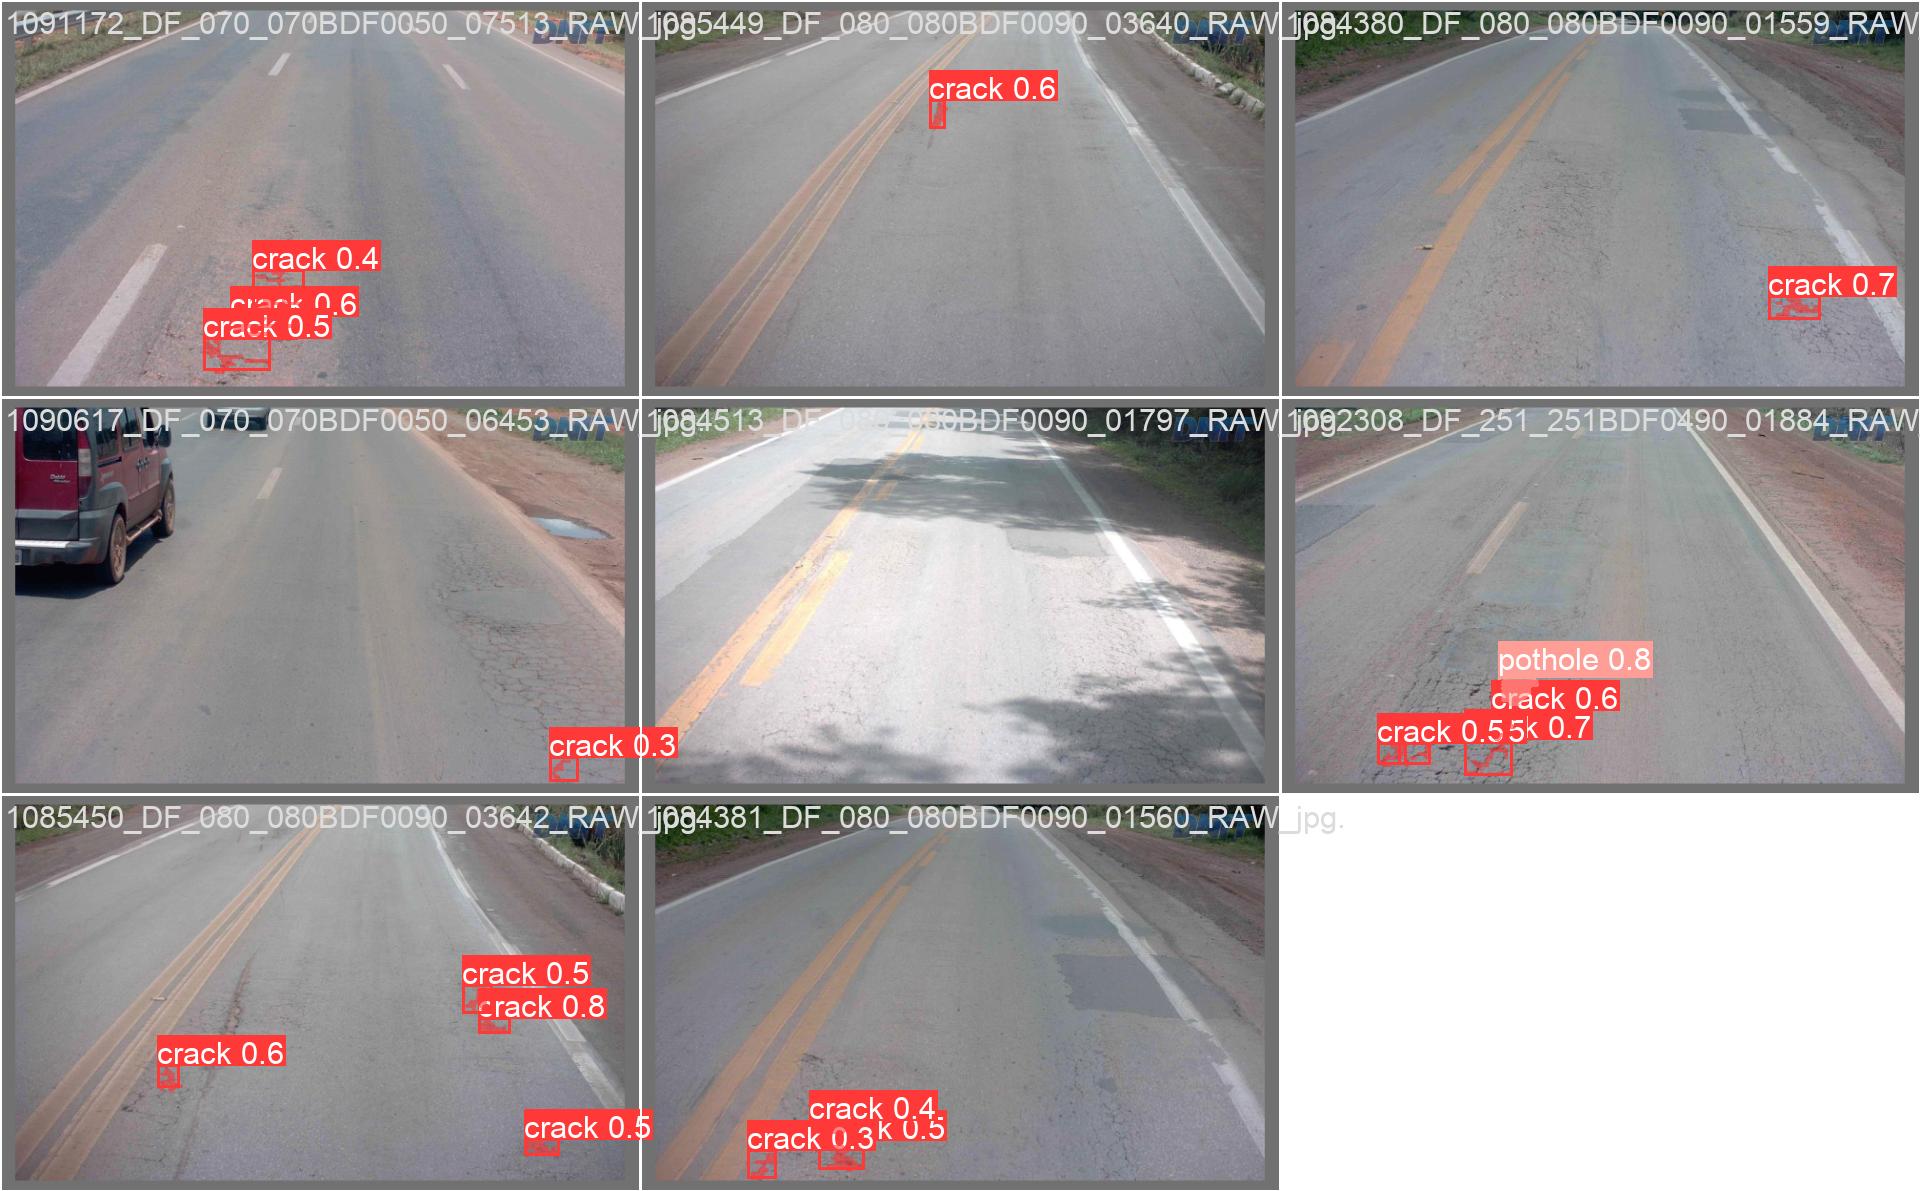 1091172_DF_070_070BDF0050_07513_RAW_jpg.
1085449_DF_080_080BDF0090_03640_RAW_jpg.
1084380_DF_080_080BDF0090_01559_RAW
crack 0.6
crack 0.4
crack 0.6
crack 0.5
crack 0.7
1090617_DF_070_070BDF0050_06453_RAW_jpg.
1084513_DF_080_080BDF0090_01797_RAW_jpg.
1092308_DF_251_251BDF0490_01884_RAW
pothole 0.8
crack 0.6
crack 0.5
5
k 0.7
crack 0.3
1085450_DF_080_080BDF0090_03642_RAW_jpg.
1084381_DF_080_080BDF0090_01560_RAW_jpg.
crack 0.5
crack 0.8
crack 0.6
crack 0.5
crack 0.4
k 0.5
crack 0.3